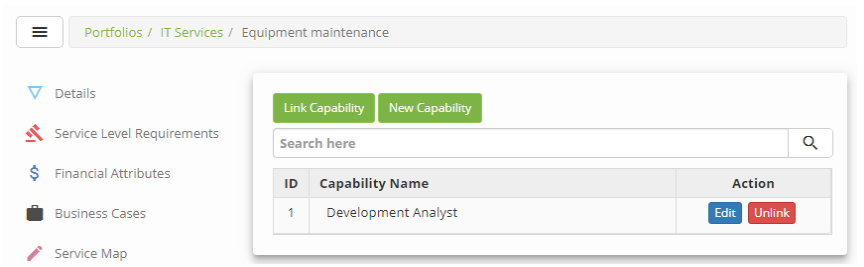 Portfolios / IT Services / Equipment maintenance
Details
Service Level Requirements
Financial Attributes
Business Cases
Service Map
Link Capability New Capability
Search here
ID Capability Name Action
1 Development Analyst Edit Unlink